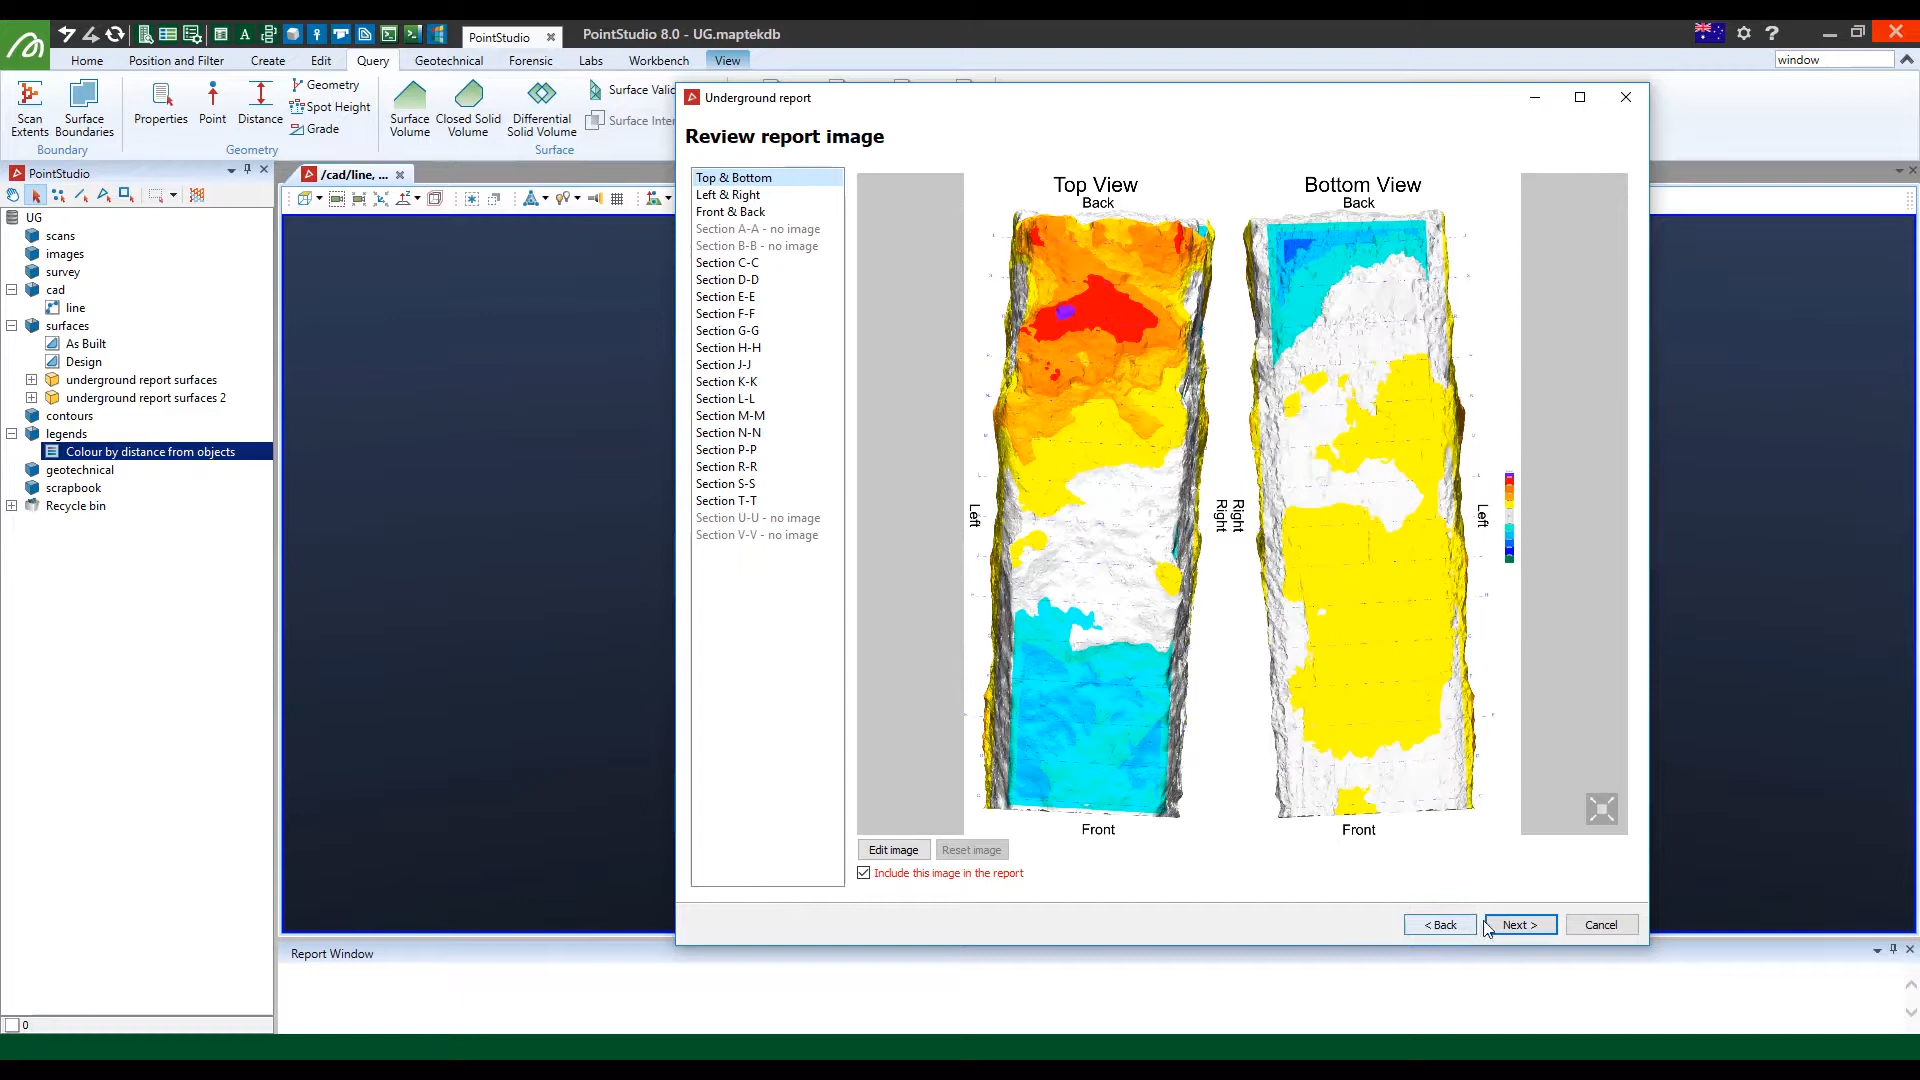 PointStudio
PointStudio 8.0 - UG.maptekdb
Home
Position and Filter
Create
Edit
Query
Geotechnical
Forensic
Labs
Workbench
View
window
Scan Extents
Surface Boundaries
Boundary
Properties
Point
Distance
Geometry
Spot Height
Grade
Geometry
Surface Volume
Closed Solid Volume
Differential Solid Volume
Surface Valid
Surface Inter
Surface
PointStudio
UG
scans
images
survey
cad
line
surfaces
As Built
Design
underground report surfaces
underground report surfaces 2
contours
legends
Colour by distance from objects
geotechnical
scrapbook
Recycle bin
0
/cad/line, ...
Underground report
Review report image
Top & Bottom
Left & Right
Front & Back
Section A-A - no image
Section B-B - no image
Section C-C
Section D-D
Section E-E
Section F-F
Section G-G
Section H-H
Section J-J
Section K-K
Section L-L
Section M-M
Section N-N
Section P-P
Section R-R
Section S-S
Section T-T
Section U-U - no image
Section V-V - no image
Top View
Back
Left
Right
Front
Bottom View
Back
Right
Left
Front
Edit image
Reset image
Include this image in the report
< Back
Next >
Cancel
Report Window